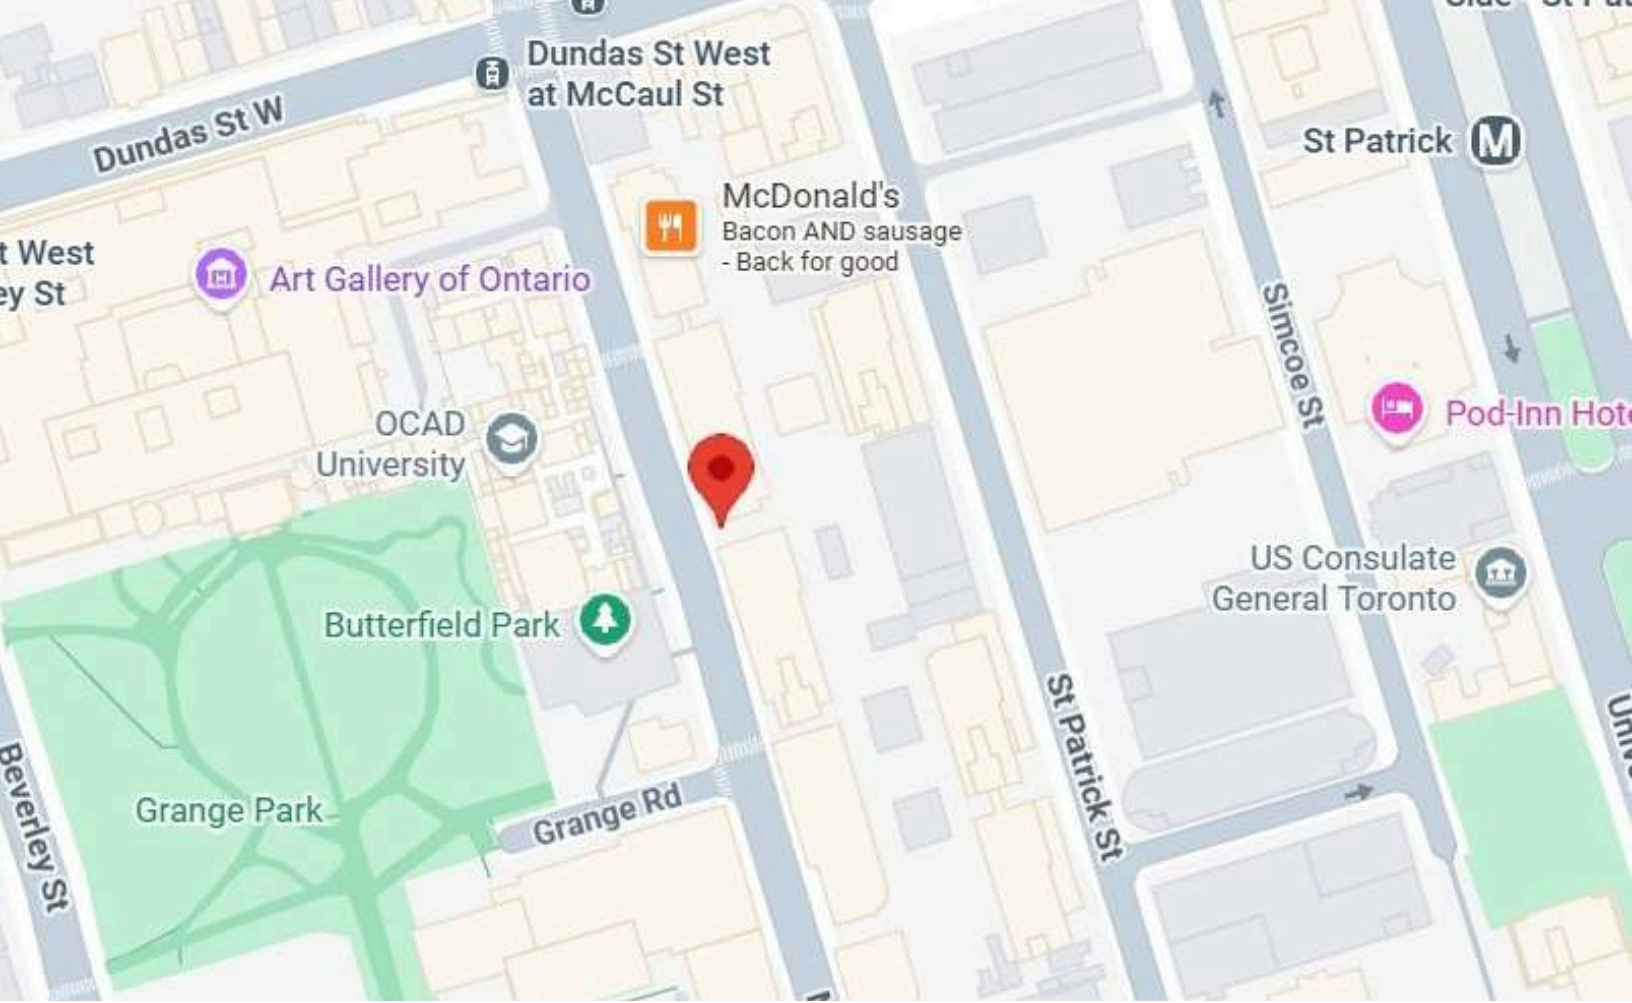 Dundas St West
at McCaul St
Dundas St W
St Patrick
McDonald's
Bacon AND sausage
- Back for good
t West
ey St
Art Gallery of Ontario
Simcoe St
OCAD
University
Pod-Inn Hote
US Consulate
General Toronto
Butterfield Park
St Patrick St
Univ
Beverley St
Grange Park
Grange Rd